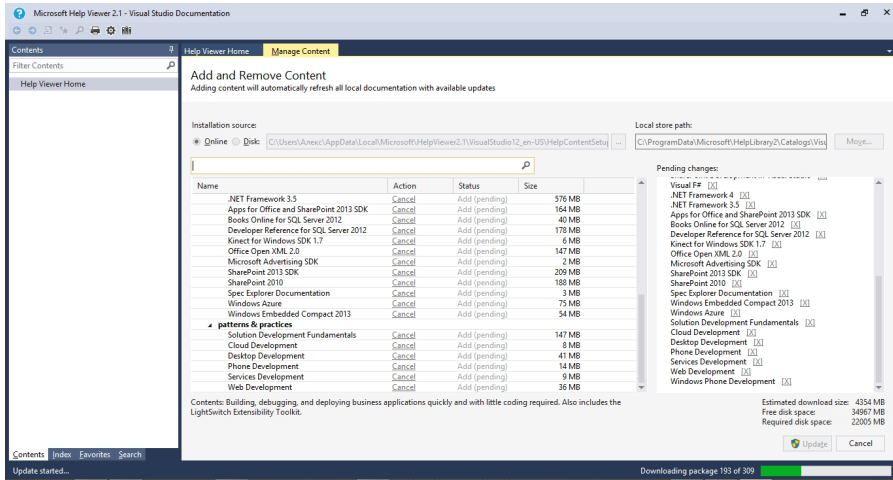 Microsoft Help Viewer 2.1 - Visual Studio Documentation
Contents
Filter Contents
Help Viewer Home
Contents Index Favorites Search
Help Viewer Home Manage Content
Add and Remove Content
Adding content will automatically refresh all local documentation with available updates
Installation source:
Online Disk: C:\Users\Алекс\AppData\Local\Microsoft\HelpViewer2.1\VisualStudio12_en-US\HelpContentSetup ...
Local store path:
C:\ProgramData\Microsoft\HelpLibrary2\Catalogs\Visu Move...
Name Action Status Size
.NET Framework 3.5 Cancel Add (pending) 576 MB
Apps for Office and SharePoint 2013 SDK Cancel Add (pending) 164 MB
Books Online for SQL Server 2012 Cancel Add (pending) 40 MB
Developer Reference for SQL Server 2012 Cancel Add (pending) 178 MB
Kinect for Windows SDK 1.7 Cancel Add (pending) 6 MB
Office Open XML 2.0 Cancel Add (pending) 147 MB
Microsoft Advertising SDK Cancel Add (pending) 2 MB
SharePoint 2013 SDK Cancel Add (pending) 209 MB
SharePoint 2010 Cancel Add (pending) 188 MB
Spec Explorer Documentation Cancel Add (pending) 3 MB
Windows Azure Cancel Add (pending) 75 MB
Windows Embedded Compact 2013 Cancel Add (pending) 54 MB
patterns & practices
Solution Development Fundamentals Cancel Add (pending) 147 MB
Cloud Development Cancel Add (pending) 8 MB
Desktop Development Cancel Add (pending) 41 MB
Phone Development Cancel Add (pending) 14 MB
Services Development Cancel Add (pending) 9 MB
Web Development Cancel Add (pending) 36 MB
Contents: Building, debugging, and deploying business applications quickly and with little coding required. Also includes the
LightSwitch Extensibility Toolkit.
Pending changes:
Visual F# [X]
.NET Framework 4 [X]
.NET Framework 3.5 [X]
Apps for Office and SharePoint 2013 SDK [X]
Books Online for SQL Server 2012 [X]
Developer Reference for SQL Server 2012 [X]
Kinect for Windows SDK 1.7 [X]
Office Open XML 2.0 [X]
Microsoft Advertising SDK [X]
SharePoint 2013 SDK [X]
SharePoint 2010 [X]
Spec Explorer Documentation [X]
Windows Embedded Compact 2013 [X]
Windows Azure [X]
Solution Development Fundamentals [X]
Cloud Development [X]
Desktop Development [X]
Phone Development [X]
Services Development [X]
Web Development [X]
Windows Phone Development [X]
Estimated download size: 4354 MB
Free disk space: 34967 MB
Required disk space: 22005 MB
Update Cancel
Update started...
Downloading package 193 of 309